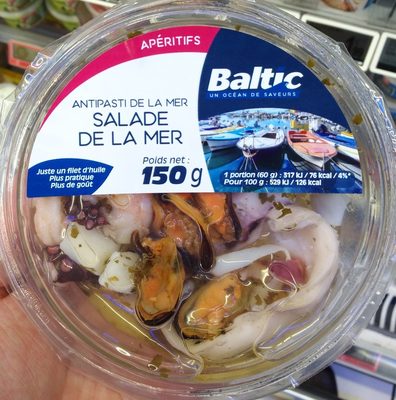 APÉRITIFS
ANTIPASTI DE LA MER
SALADE
DE LA MER
Juste un filet d'huile
Plus pratique
Plus de goût
Poids net :
150 g
Baltic
UN OCÉAN DE SAVEURS
1 portion (60 g) : 317 kJ / 76 kcal / 4%*
Pour 100 g : 529 kJ / 126 kcal